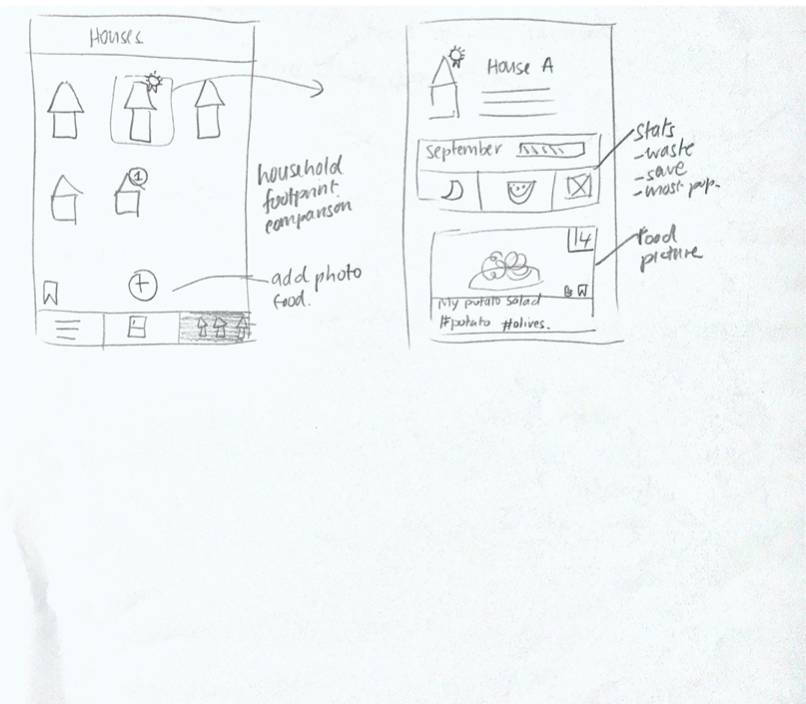 Houses
1
household
footprint
comparison
add photo
food.
House A
September
stats
-waste
-save
-most pop.
14
food
picture
My potato salad
#potato #olives.